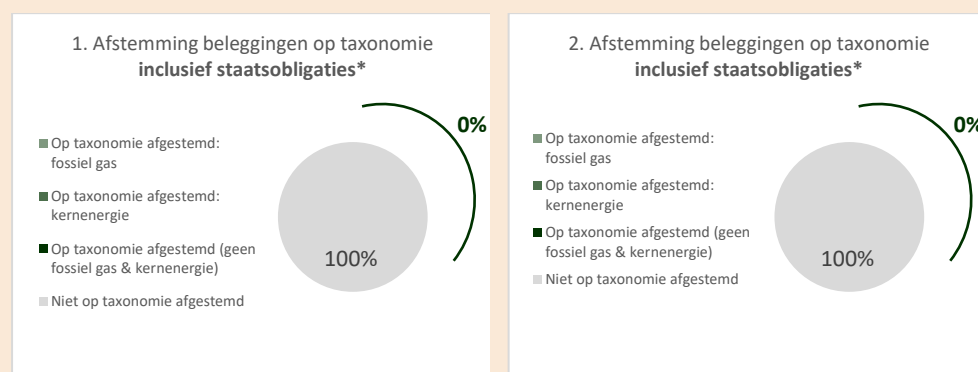 1. Afstemming beleggingen op taxonomie
inclusief staatsobligaties*
0%
Op taxonomie afgestemd:
fossiel gas
Op taxonomie afgestemd:
kernenergie
Op taxonomie afgestemd (geen
fossiel gas & kernenergie)
Niet op taxonomie afgestemd
100%
2. Afstemming beleggingen op taxonomie
inclusief staatsobligaties*
0%
Op taxonomie afgestemd:
fossiel gas
Op taxonomie afgestemd:
kernenergie
Op taxonomie afgestemd (geen
fossiel gas & kernenergie)
Niet op taxonomie afgestemd
100%